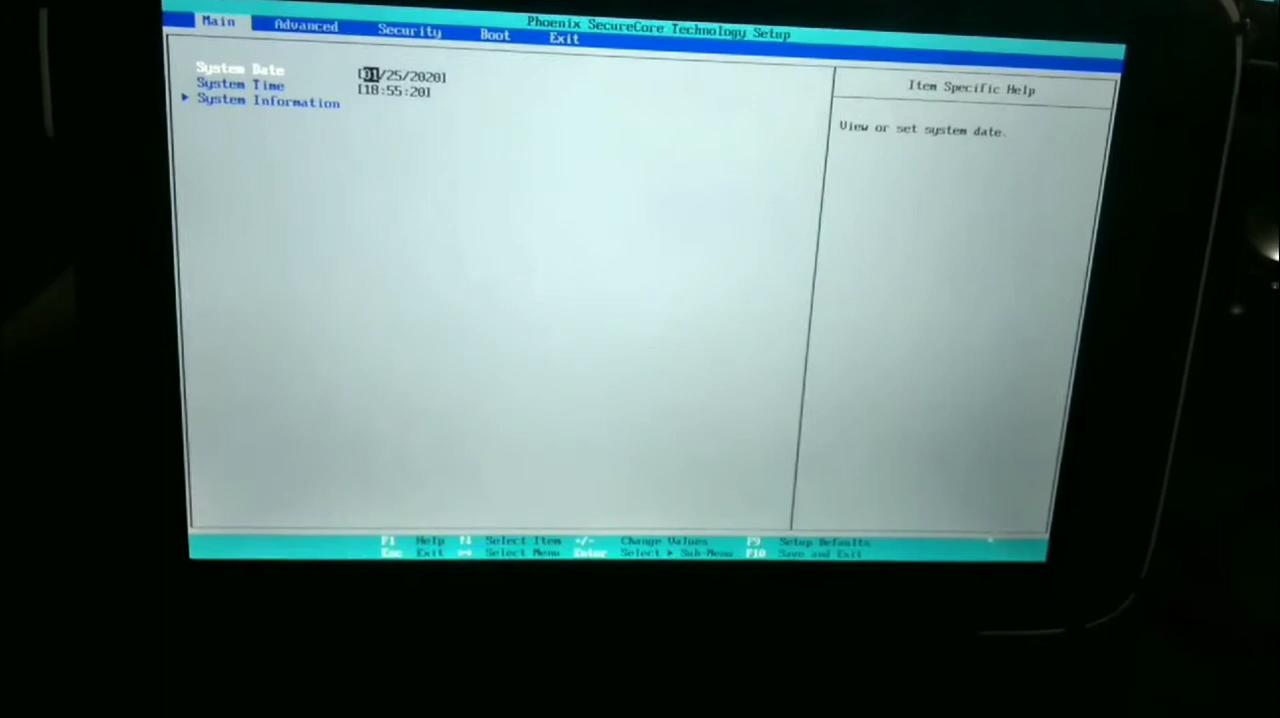 Phoenix SecureCore Technology Setup
Main Advanced Security Boot Exit
System Date [01/25/2020]
System Time [18:55:20]
System Information
Item Specific Help
View or set system date.
F1 Help ↑↓ Select Item +/- Change Values F9 Setup Defaults
Esc Exit ←→ Select Menu Enter Select ▸ Sub-Menu F10 Save and Exit